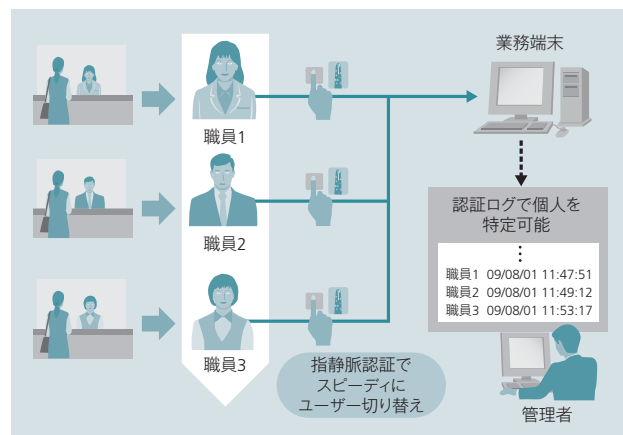 業務端末
職員1
職員2
職員3
認証ログで個人を
特定可能
⋮
職員1 09/08/01 11:47:51
職員2 09/08/01 11:49:12
職員3 09/08/01 11:53:17
指静脈認証で
スピーディに
ユーザー切り替え
管理者